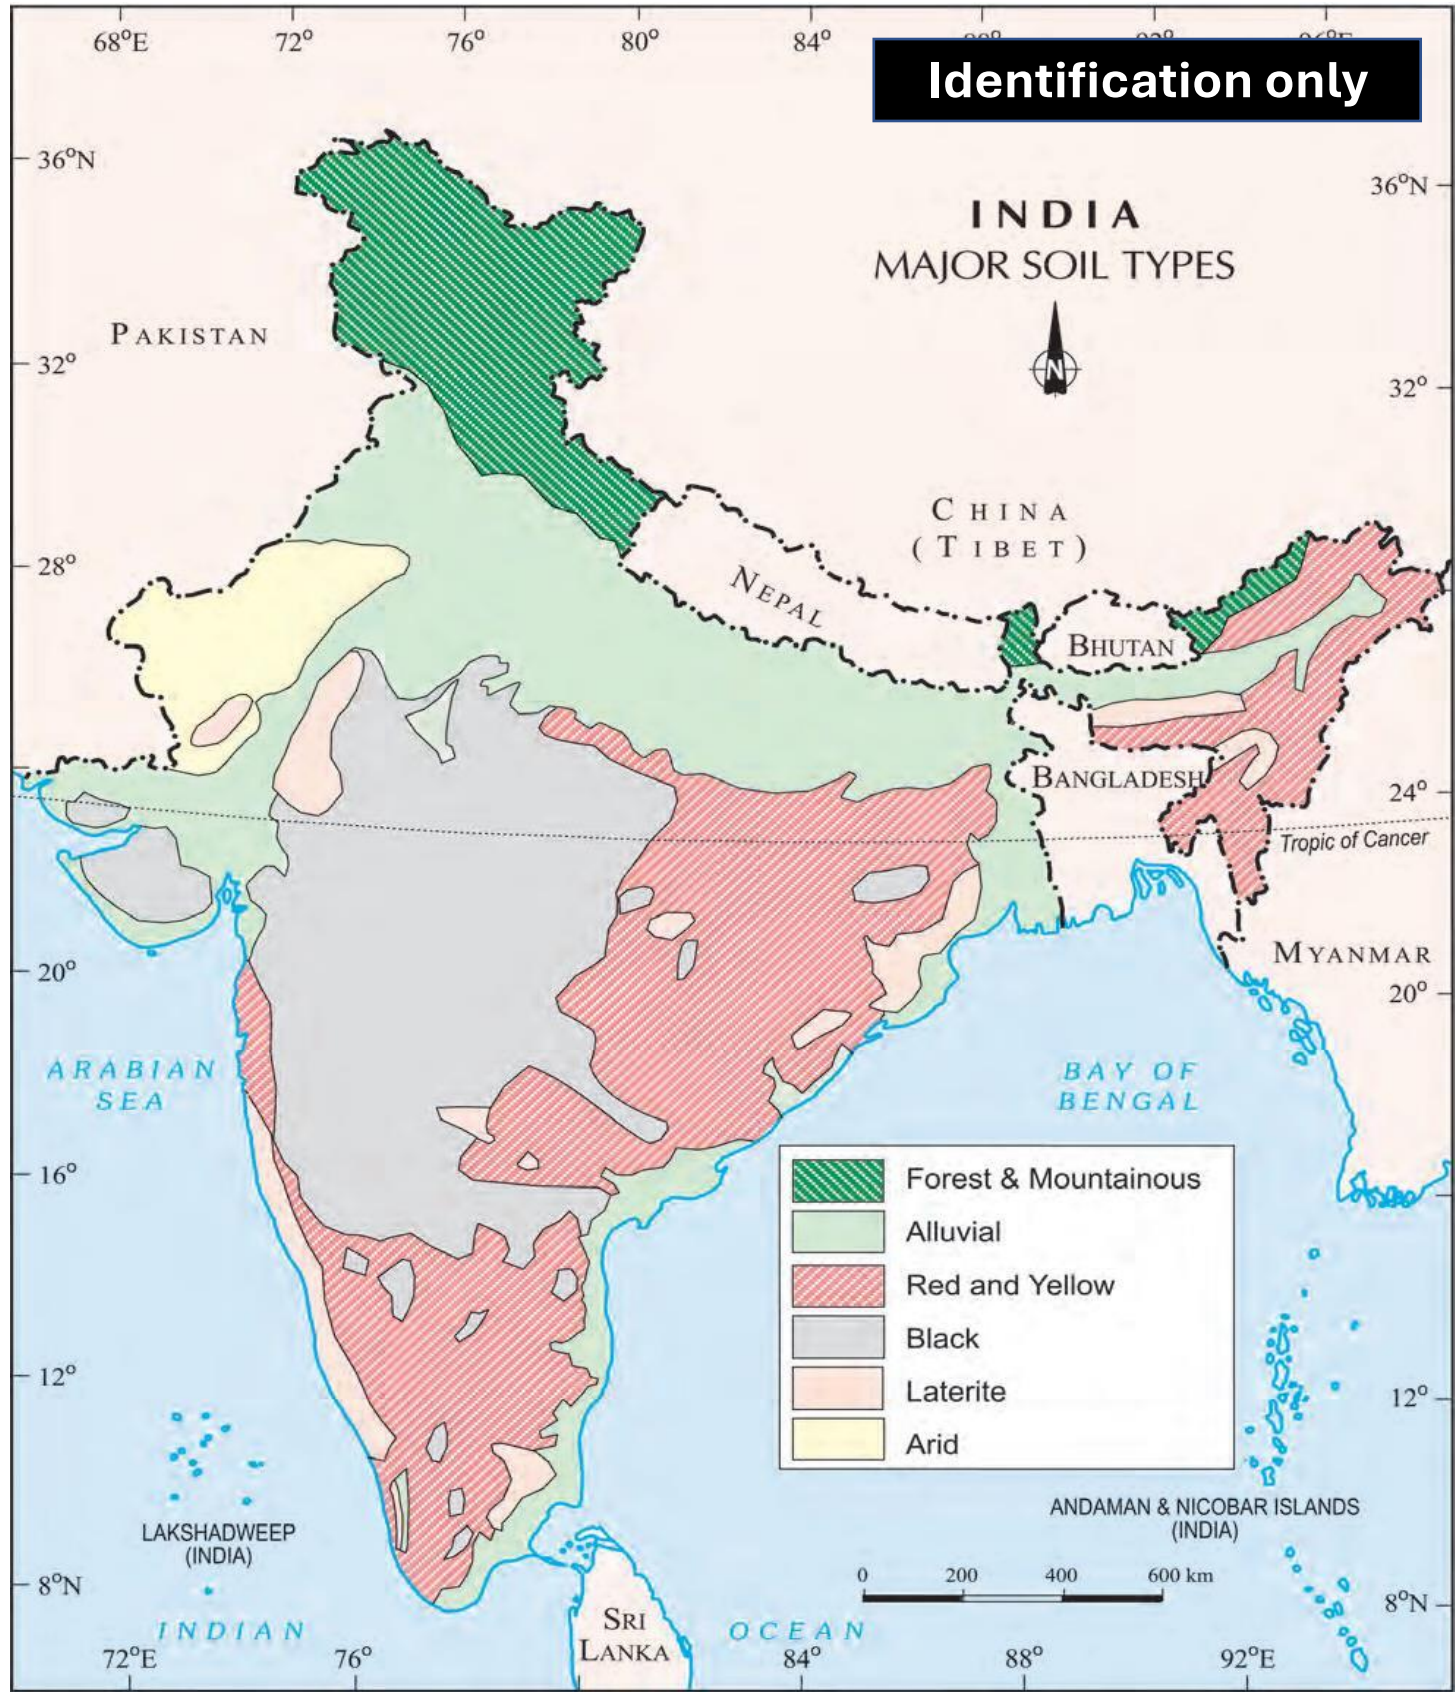 68°E 72° 76° 80° 84°
Identification only
36°N
36°N
INDIA
MAJOR SOIL TYPES
N
PAKISTAN
32°
32°
CHINA
(TIBET)
28°
NEPAL
BHUTAN
BANGLADESH
24°
Tropic of Cancer
MYANMAR
20°
20°
ARABIAN
SEA
BAY OF
BENGAL
16°
Forest & Mountainous
Alluvial
Red and Yellow
Black
Laterite
Arid
12°
12°
LAKSHADWEEP
(INDIA)
ANDAMAN & NICOBAR ISLANDS
(INDIA)
0 200 400 600 km
8°N
8°N
SRI
LANKA
INDIAN OCEAN
72°E 76° 84° 88° 92°E